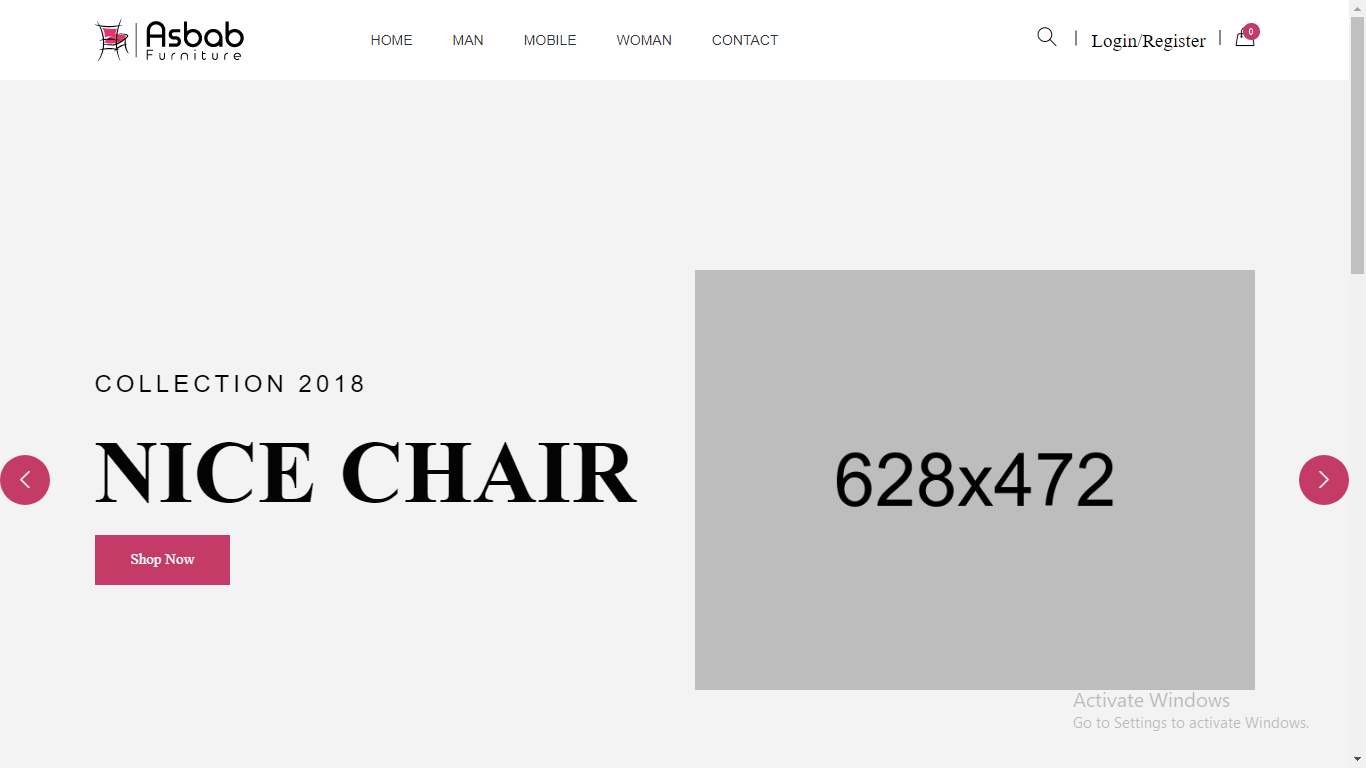 Asbab
Furniture
HOME MAN MOBILE WOMAN CONTACT
Login/Register
0
COLLECTION 2018
NICE CHAIR
Shop Now
628x472
Activate Windows
Go to Settings to activate Windows.